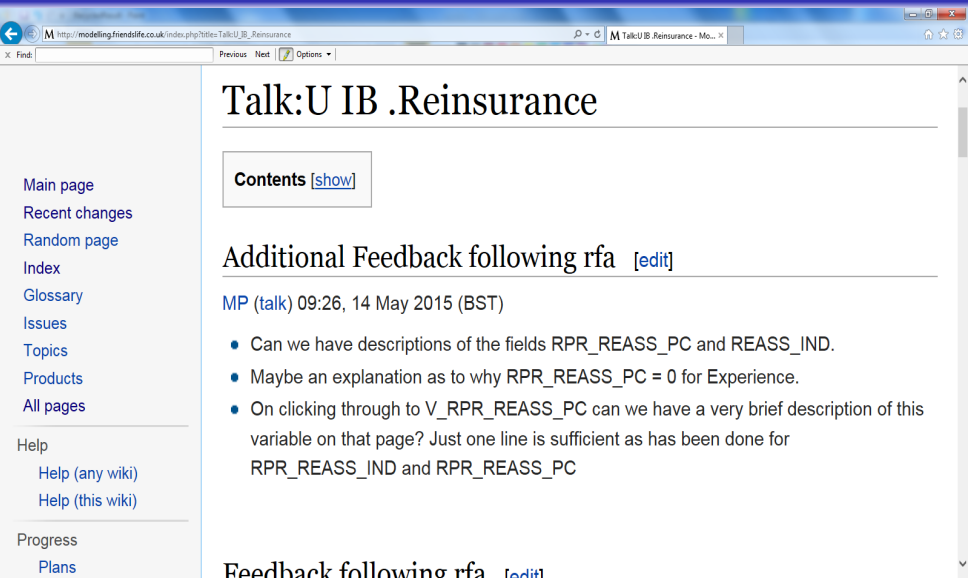 http://modelling.friendslife.co.uk/index.php?title=Talk:U_IB_.Reinsurance
Talk:U IB .Reinsurance - Mo...
Find:
Previous Next Options
Talk:U IB .Reinsurance
Contents [show]
Main page
Recent changes
Random page
Index
Glossary
Issues
Topics
Products
All pages
Help
Help (any wiki)
Help (this wiki)
Progress
Plans
Additional Feedback following rfa [edit]
MP (talk) 09:26, 14 May 2015 (BST)
Can we have descriptions of the fields RPR_REASS_PC and REASS_IND.
Maybe an explanation as to why RPR_REASS_PC = 0 for Experience.
On clicking through to V_RPR_REASS_PC can we have a very brief description of this
variable on that page? Just one line is sufficient as has been done for
RPR_REASS_IND and RPR_REASS_PC
Feedback following rfa [edit]